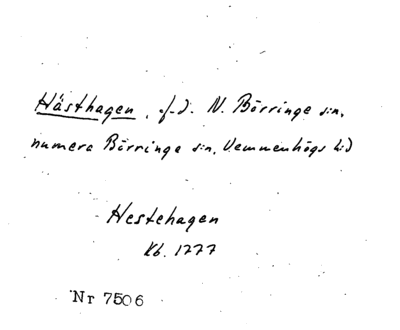 Hästhagen, f.d. N. Börringe sn,
numera Börringe sn, Vemmenhögs hd
Hestehagen
Kb. 1777
Nr 7506